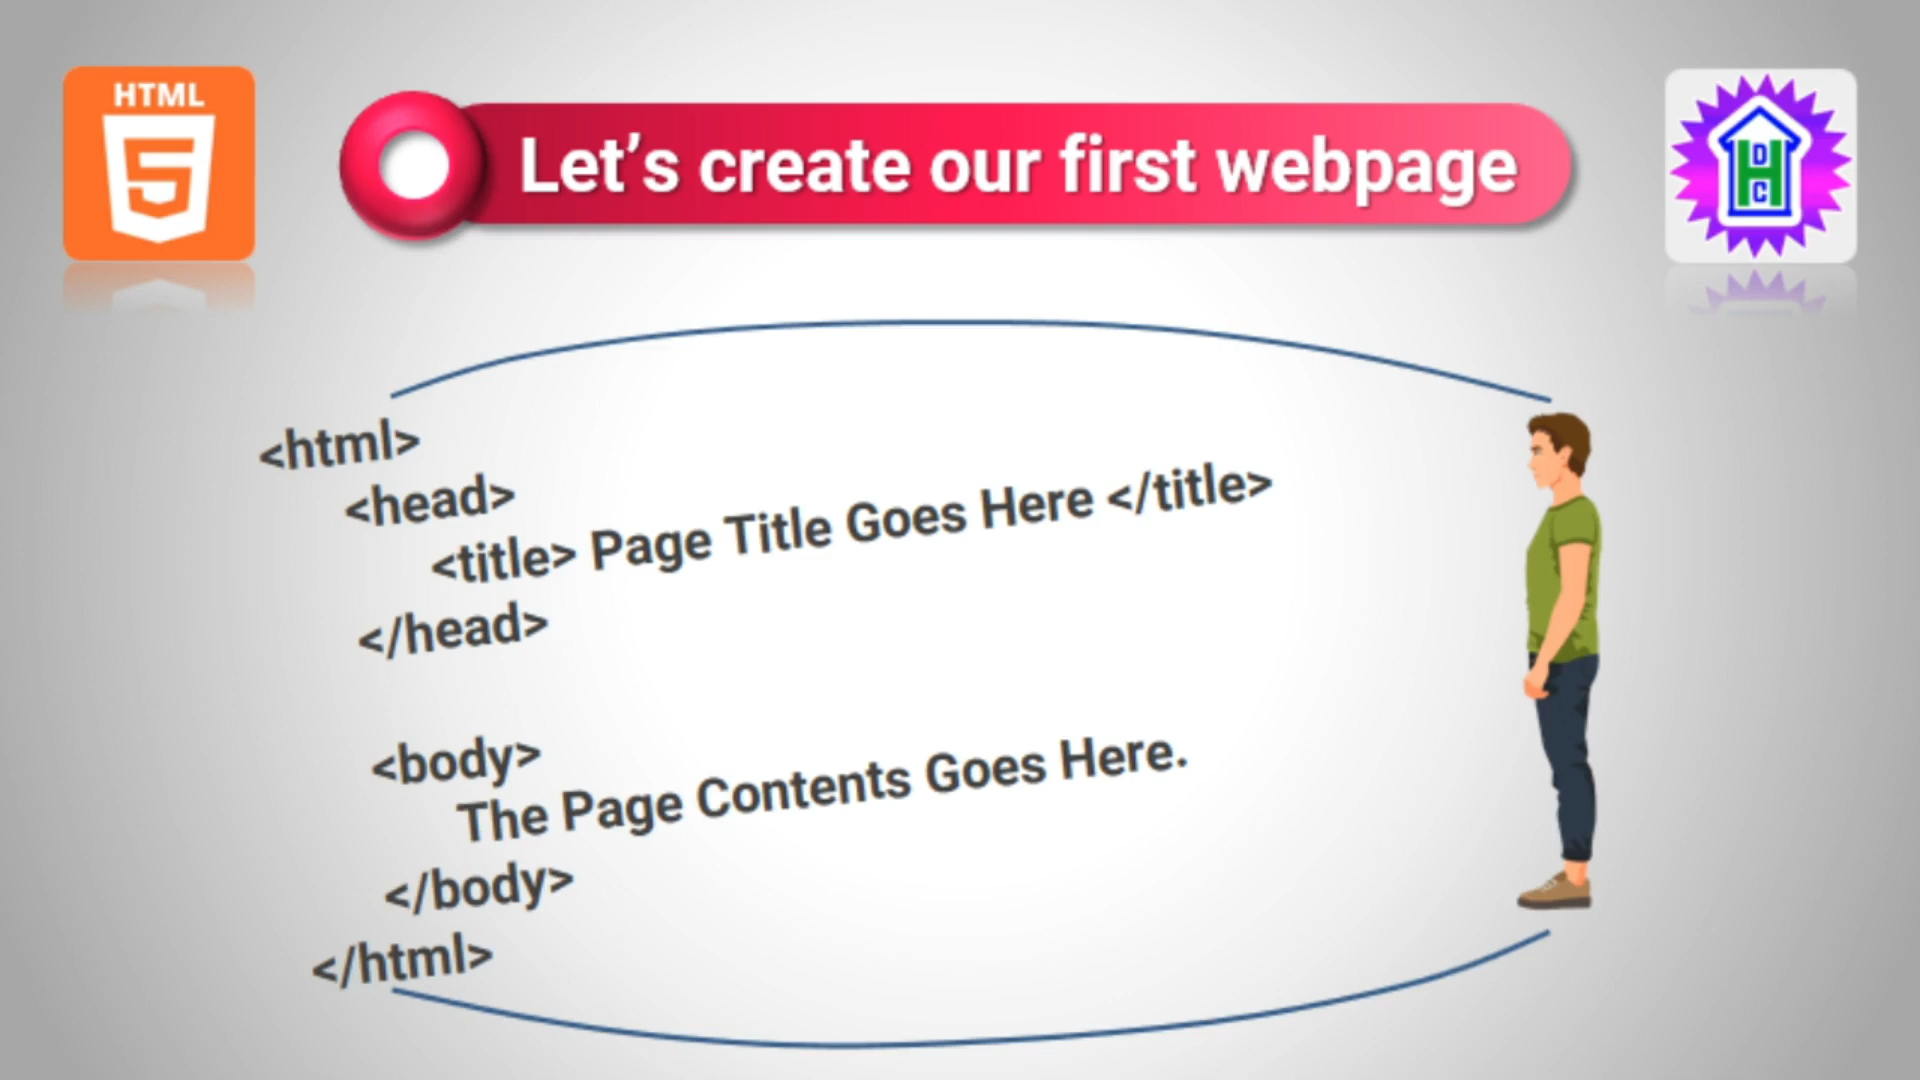 HTML
5
Let's create our first webpage
D
H
C
<html>
<head>
<title> Page Title Goes Here </title>
</head>
<body>
The Page Contents Goes Here.
</body>
</html>